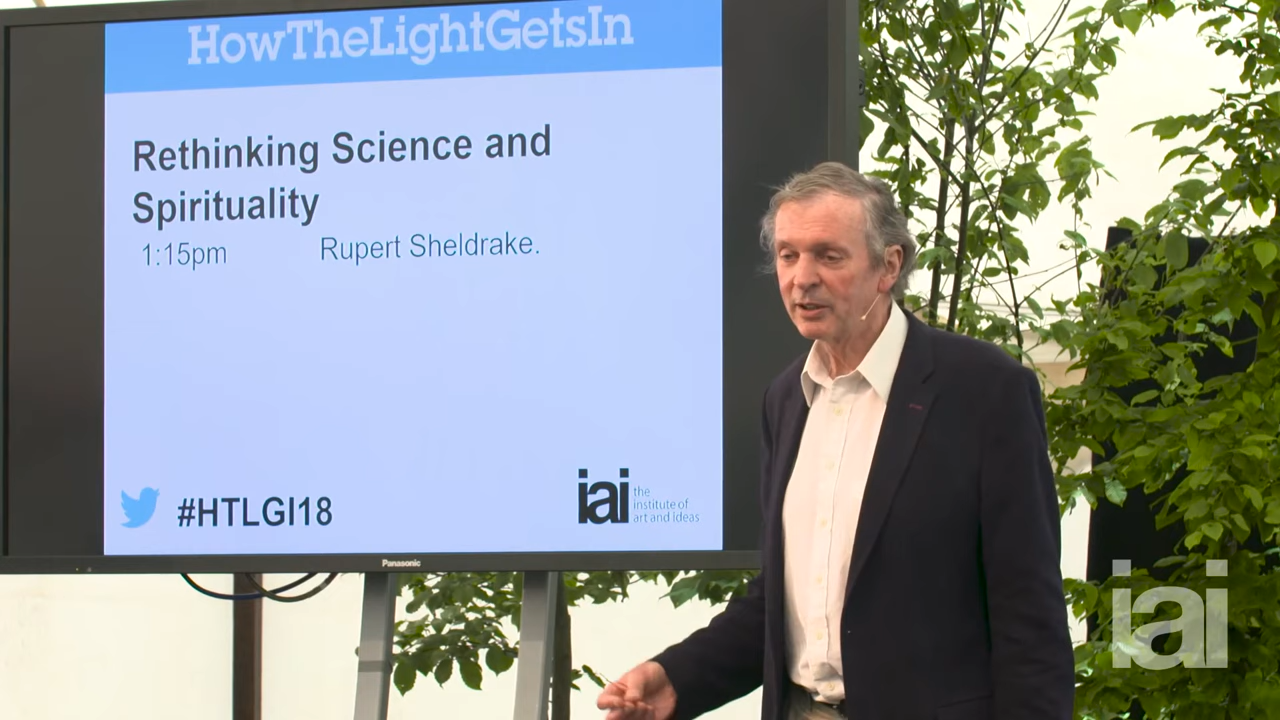 HowTheLightGetsIn
Rethinking Science and
Spirituality
1:15pm Rupert Sheldrake.
#HTLGI18
iai the
institute of
art and ideas
Panasonic
iai